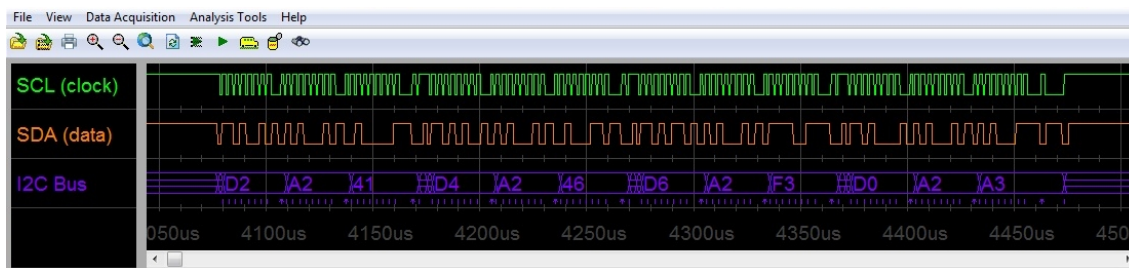 File View Data Acquisition Analysis Tools Help
SCL (clock)
SDA (data)
I2C Bus D2 A2 41 D4 A2 46 D6 A2 F3 D0 A2 A3
050us 4100us 4150us 4200us 4250us 4300us 4350us 4400us 4450us 450